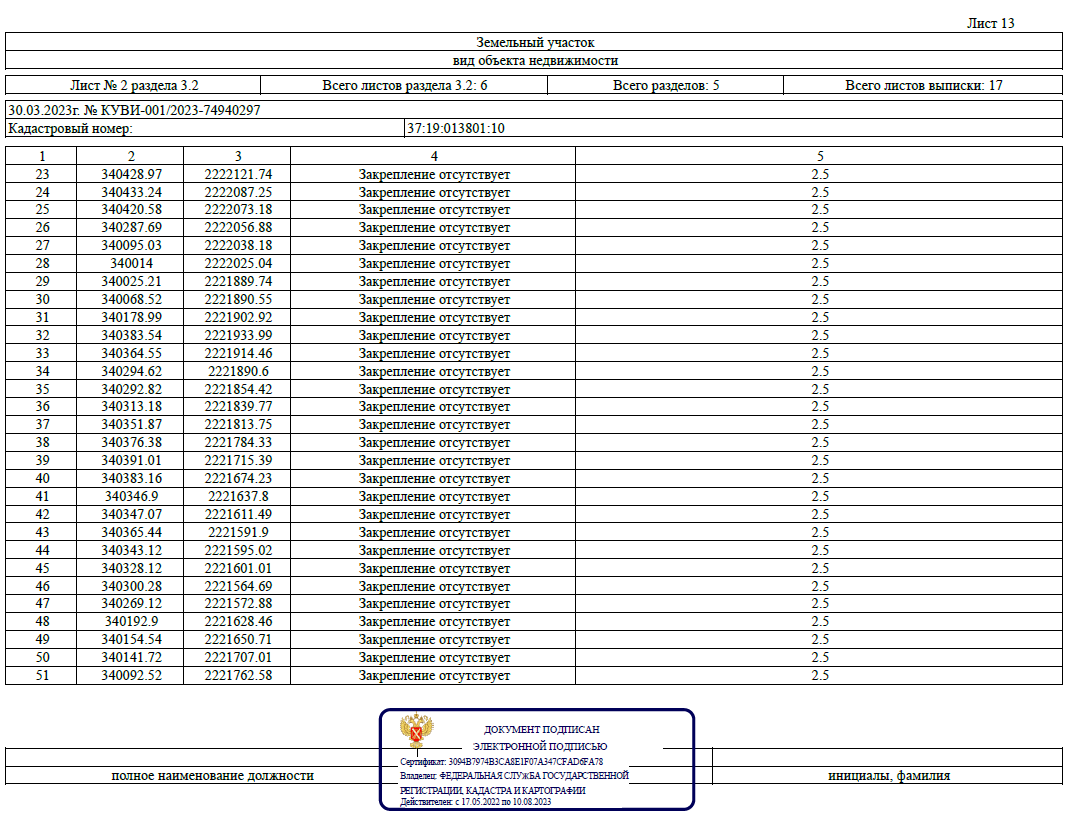 Лист 13
Земельный участок
вид объекта недвижимости
Лист № 2 раздела 3.2 Всего листов раздела 3.2: 6 Всего разделов: 5 Всего листов выписки: 17
30.03.2023г. № КУВИ-001/2023-74940297
Кадастровый номер: 37:19:013801:10
1 2 3 4 5
23 340428.97 2222121.74 Закрепление отсутствует 2.5
24 340433.24 2222087.25 Закрепление отсутствует 2.5
25 340420.58 2222073.18 Закрепление отсутствует 2.5
26 340287.69 2222056.88 Закрепление отсутствует 2.5
27 340095.03 2222038.18 Закрепление отсутствует 2.5
28 340014 2222025.04 Закрепление отсутствует 2.5
29 340025.21 2221889.74 Закрепление отсутствует 2.5
30 340068.52 2221890.55 Закрепление отсутствует 2.5
31 340178.99 2221902.92 Закрепление отсутствует 2.5
32 340383.54 2221933.99 Закрепление отсутствует 2.5
33 340364.55 2221914.46 Закрепление отсутствует 2.5
34 340294.62 2221890.6 Закрепление отсутствует 2.5
35 340292.82 2221854.42 Закрепление отсутствует 2.5
36 340313.18 2221839.77 Закрепление отсутствует 2.5
37 340351.87 2221813.75 Закрепление отсутствует 2.5
38 340376.38 2221784.33 Закрепление отсутствует 2.5
39 340391.01 2221715.39 Закрепление отсутствует 2.5
40 340383.16 2221674.23 Закрепление отсутствует 2.5
41 340346.9 2221637.8 Закрепление отсутствует 2.5
42 340347.07 2221611.49 Закрепление отсутствует 2.5
43 340365.44 2221591.9 Закрепление отсутствует 2.5
44 340343.12 2221595.02 Закрепление отсутствует 2.5
45 340328.12 2221601.01 Закрепление отсутствует 2.5
46 340300.28 2221564.69 Закрепление отсутствует 2.5
47 340269.12 2221572.88 Закрепление отсутствует 2.5
48 340192.9 2221628.46 Закрепление отсутствует 2.5
49 340154.54 2221650.71 Закрепление отсутствует 2.5
50 340141.72 2221707.01 Закрепление отсутствует 2.5
51 340092.52 2221762.58 Закрепление отсутствует 2.5
ДОКУМЕНТ ПОДПИСАН
ЭЛЕКТРОННОЙ ПОДПИСЬЮ
Сертификат: 3094B7974B3CA8E1F07A347CFAD6FA78
Владелец: ФЕДЕРАЛЬНАЯ СЛУЖБА ГОСУДАРСТВЕННОЙ
РЕГИСТРАЦИИ, КАДАСТРА И КАРТОГРАФИИ
Действителен: с 17.05.2022 по 10.08.2023
полное наименование должности инициалы, фамилия